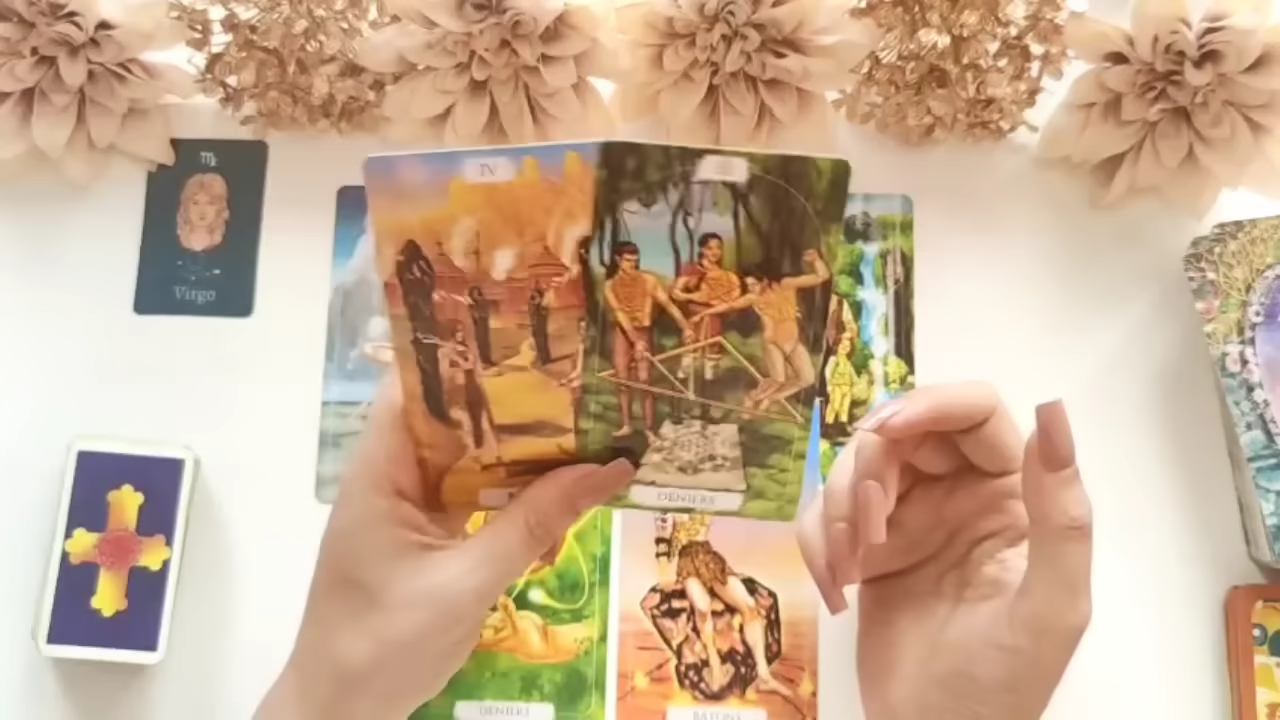 ♍
Virgo
IV
DENIERS
DENIERS
BATONS